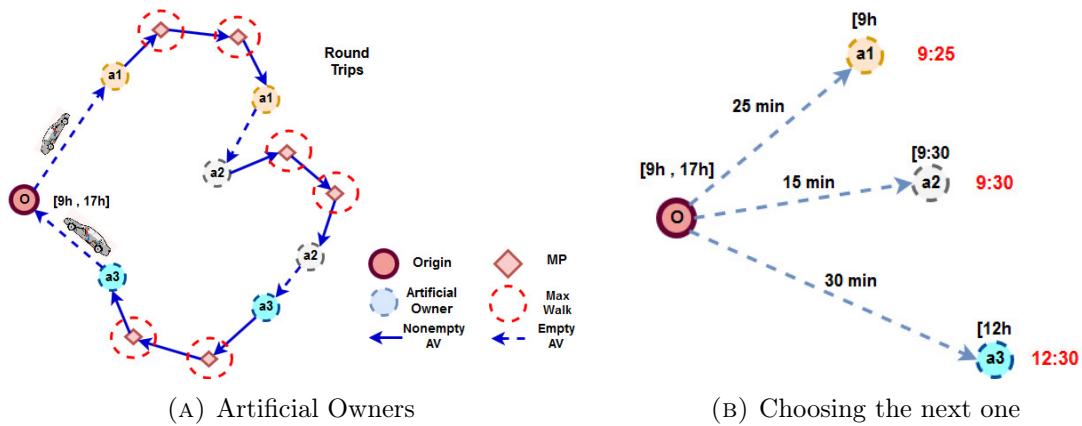 a1
Round
Trips
a1
a2
O
[9h , 17h]
a2
a3
a3
Origin
MP
Artificial
Owner
Max
Walk
Nonempty
AV
Empty
AV
(A) Artificial Owners
[9h
a1
9:25
25 min
[9h , 17h]
[9:30
O
15 min
a2
9:30
30 min
[12h
a3
12:30
(B) Choosing the next one